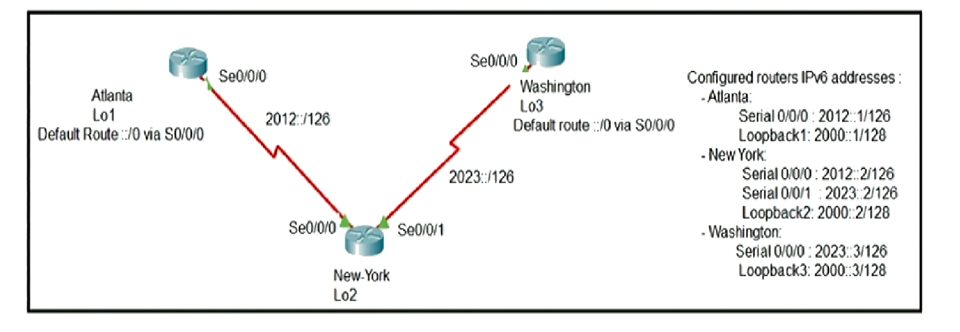 Se0/0/0
Atlanta
Lo1
Default Route ::/0 via S0/0/0
2012::/126
Se0/0/0
Washington
Lo3
Default route ::/0 via S0/0/0
2023::/126
Se0/0/0
Se0/0/1
New-York
Lo2
Configured routers IPv6 addresses :
- Atlanta:
Serial 0/0/0 : 2012::1/126
Loopback1: 2000::1/128
- New York:
Serial 0/0/0 : 2012::2/126
Serial 0/0/1 : 2023::2/126
Loopback2: 2000::2/128
- Washington:
Serial 0/0/0 : 2023::3/126
Loopback3: 2000::3/128